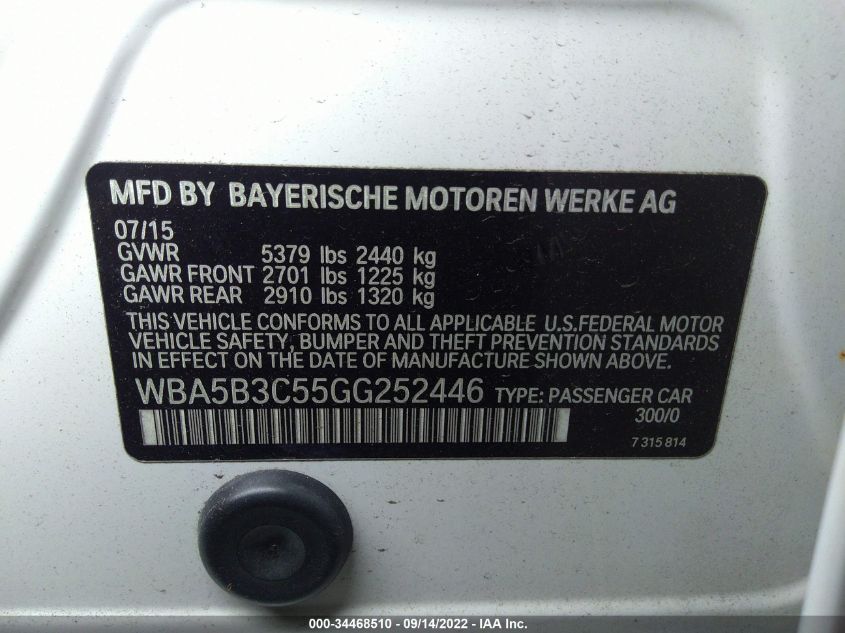 MFD BY BAYERISCHE MOTOREN WERKE AG
07/15
GVWR 5379 lbs 2440 kg
GAWR FRONT 2701 lbs 1225 kg
GAWR REAR 2910 lbs 1320 kg
THIS VEHICLE CONFORMS TO ALL APPLICABLE U.S.FEDERAL MOTOR
VEHICLE SAFETY, BUMPER AND THEFT PREVENTION STANDARDS
IN EFFECT ON THE DATE OF MANUFACTURE SHOWN ABOVE.
WBA5B3C55GG252446 TYPE: PASSENGER CAR
300/0
7 315 814
000-34468510 - 09/14/2022 - IAA Inc.